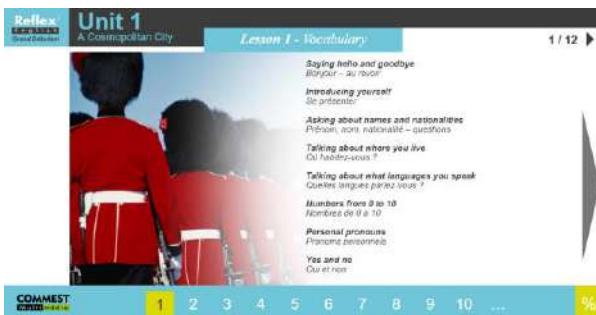 Reflex'
English
Grand Débutant
Unit 1
A Cosmopolitan City
Lesson 1 - Vocabulary
1 / 12
Saying hello and goodbye
Bonjour – au revoir
Introducing yourself
Se présenter
Asking about names and nationalities
Prénom, nom, nationalité – questions
Talking about where you live
Où habitez-vous ?
Talking about what languages you speak
Quelles langues parlez-vous ?
Numbers from 0 to 10
Nombres de 0 à 10
Personal pronouns
Pronoms personnels
Yes and no
Oui et non
COMMEST
1 2 3 4 5 6 7 8 9 10 ...
%